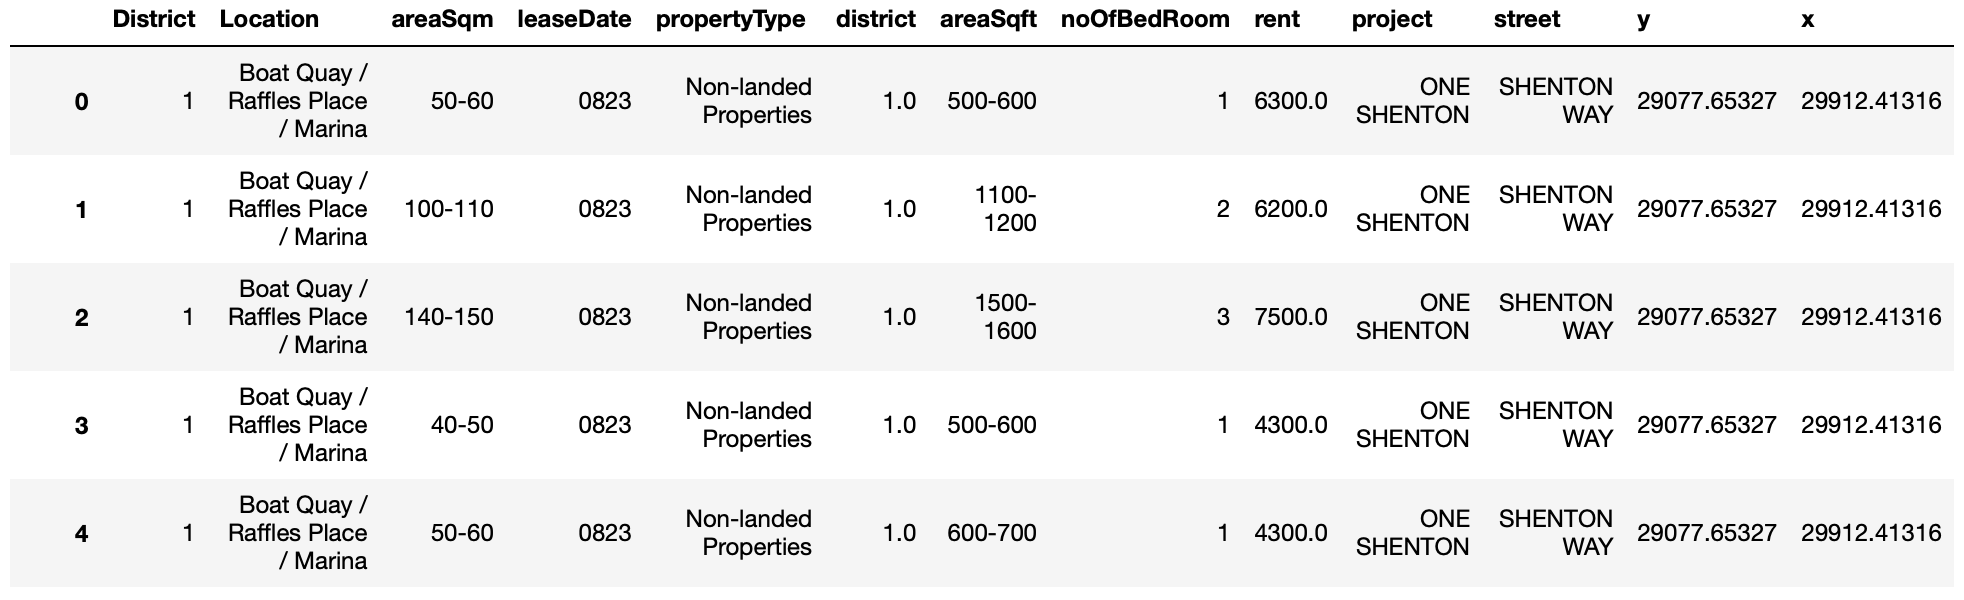 District Location areaSqm leaseDate propertyType district areaSqft noOfBedRoom rent project street y x
0 1 Boat Quay / Raffles Place / Marina 50-60 0823 Non-landed Properties 1.0 500-600 1 6300.0 ONE SHENTON SHENTON WAY 29077.65327 29912.41316
1 1 Boat Quay / Raffles Place / Marina 100-110 0823 Non-landed Properties 1.0 1100-1200 2 6200.0 ONE SHENTON SHENTON WAY 29077.65327 29912.41316
2 1 Boat Quay / Raffles Place / Marina 140-150 0823 Non-landed Properties 1.0 1500-1600 3 7500.0 ONE SHENTON SHENTON WAY 29077.65327 29912.41316
3 1 Boat Quay / Raffles Place / Marina 40-50 0823 Non-landed Properties 1.0 500-600 1 4300.0 ONE SHENTON SHENTON WAY 29077.65327 29912.41316
4 1 Boat Quay / Raffles Place / Marina 50-60 0823 Non-landed Properties 1.0 600-700 1 4300.0 ONE SHENTON SHENTON WAY 29077.65327 29912.41316